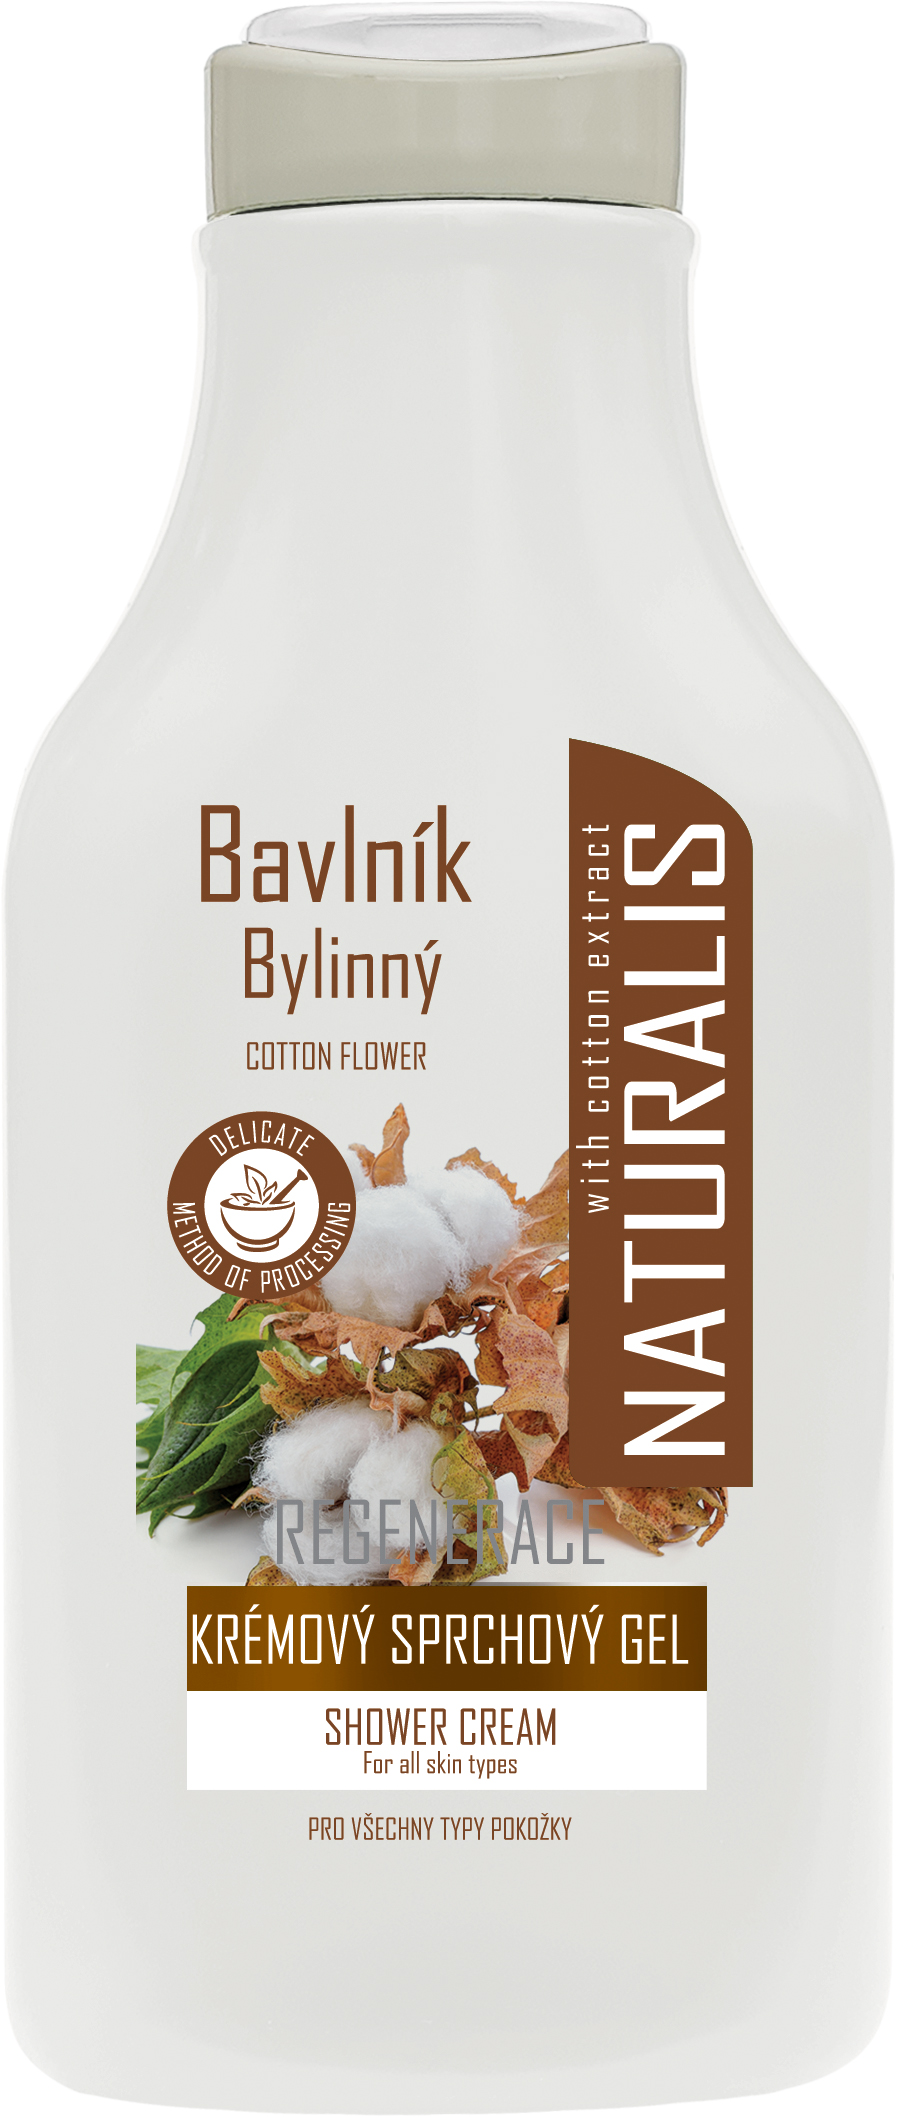 Bavlník
Bylinný
COTTON FLOWER
with cotton extract
NATURALIS
DELICATE
METHOD OF PROCESSING
REGENERACE
KRÉMOVÝ SPRCHOVÝ GEL
SHOWER CREAM
For all skin types
PRO VŠECHNY TYPY POKOŽKY